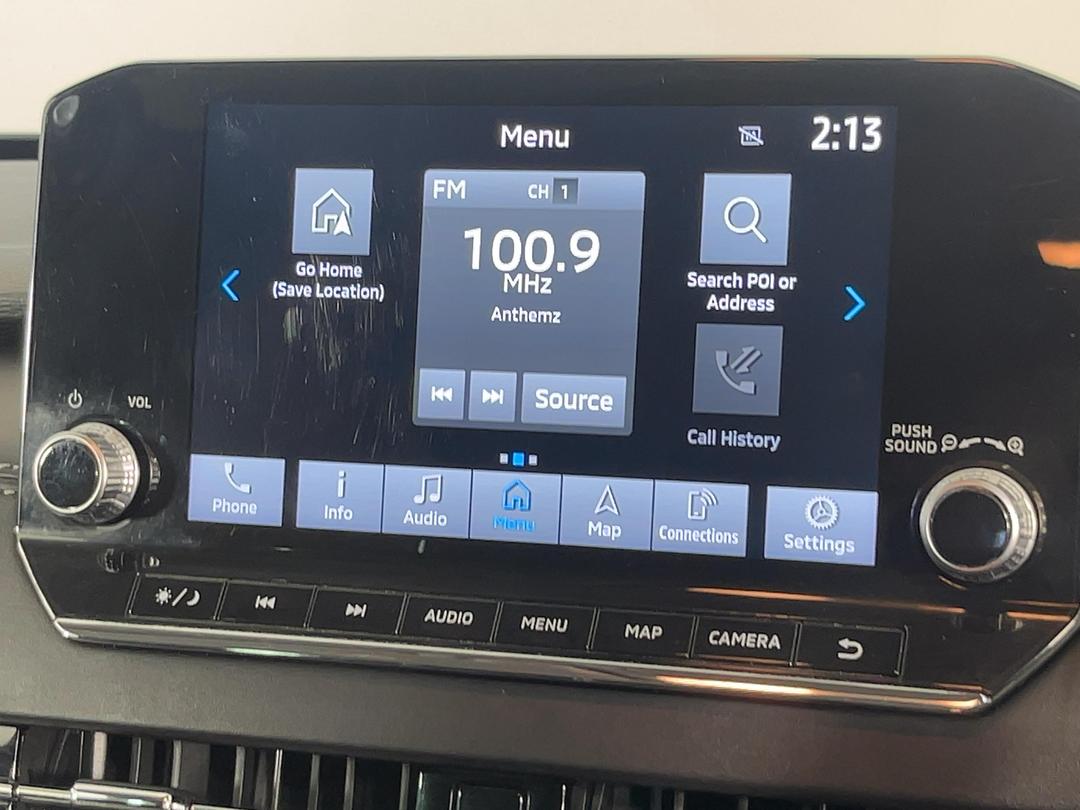 Menu
2:13
FM
CH 1
100.9
MHz
Anthemz
Source
Go Home
(Save Location)
Search POI or
Address
Call History
VOL
PUSH
SOUND
Phone
Info
Audio
Menu
Map
Connections
Settings
AUDIO
MENU
MAP
CAMERA